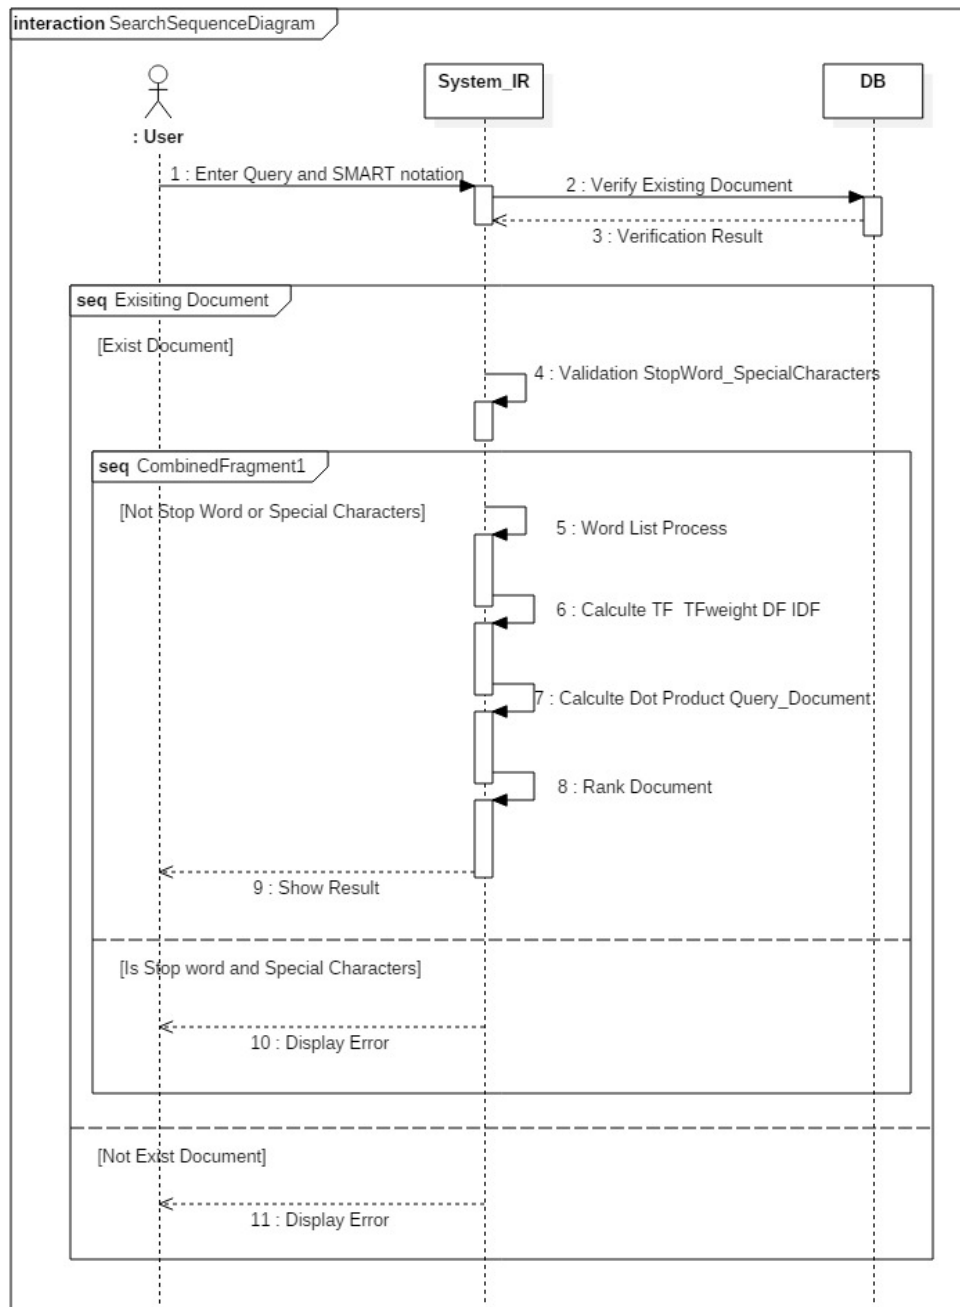 interaction SearchSequenceDiagram
: User
System_IR
DB
1 : Enter Query and SMART notation
2 : Verify Existing Document
3 : Verification Result
seq Exisiting Document
[Exist Document]
4 : Validation StopWord_SpecialCharacters
seq CombinedFragment1
[Not Stop Word or Special Characters]
5 : Word List Process
6 : Calculte TF TFweight DF IDF
7 : Calculte Dot Product Query_Document
8 : Rank Document
9 : Show Result
[Is Stop word and Special Characters]
10 : Display Error
[Not Exist Document]
11 : Display Error